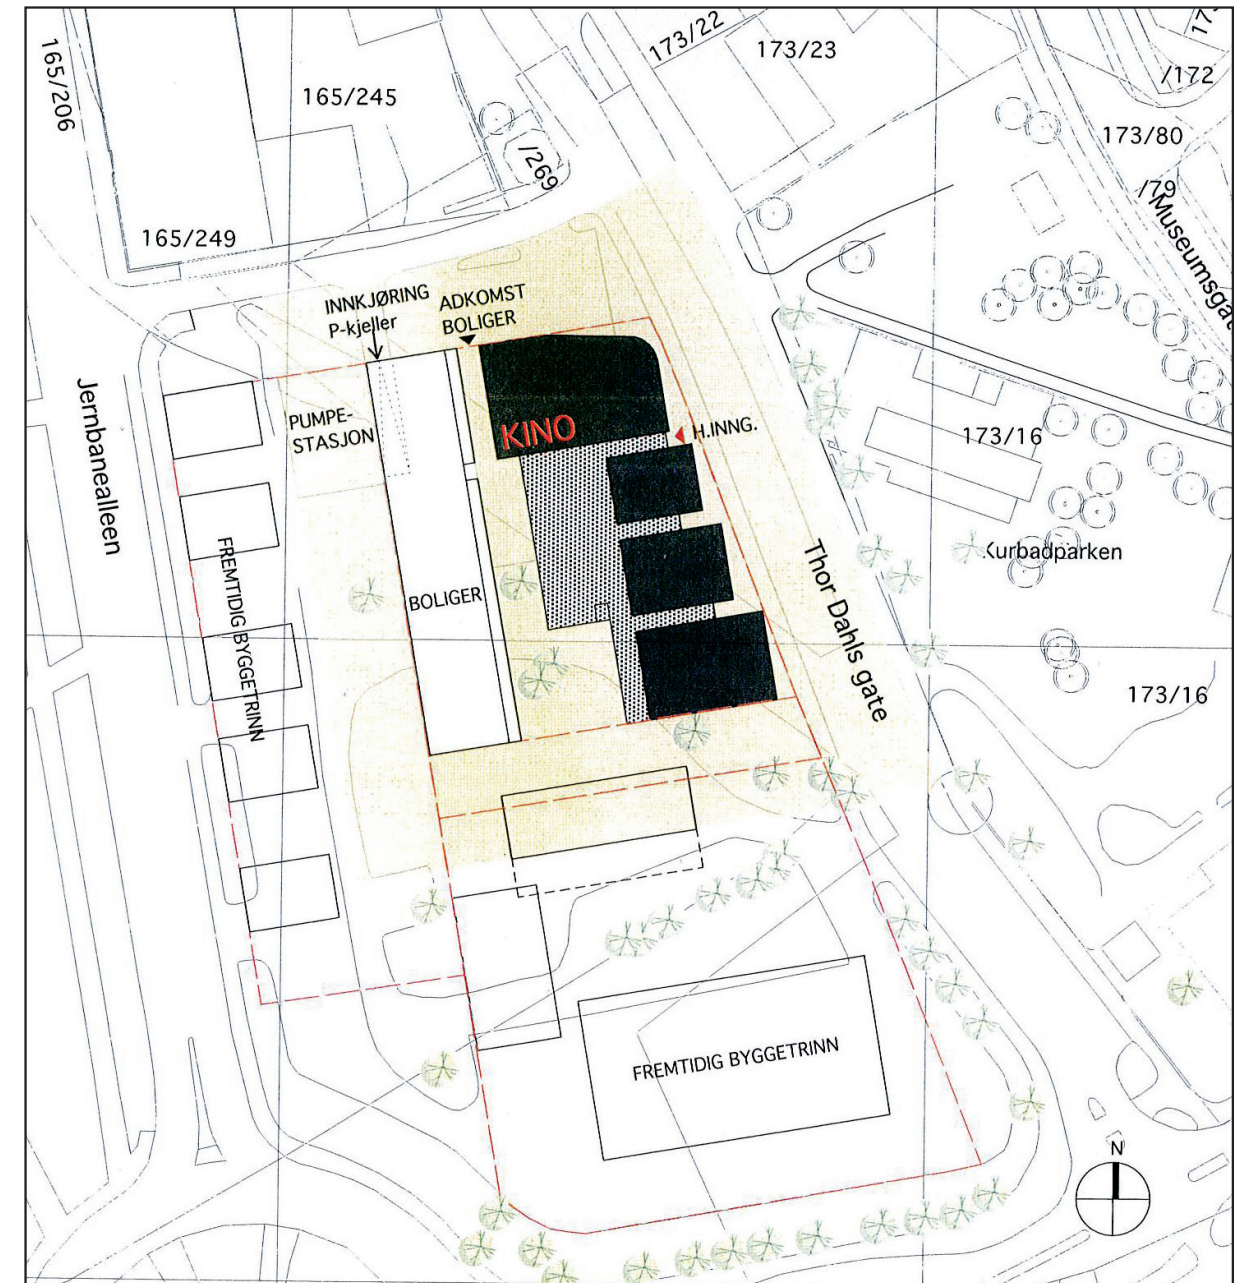 173/22
173/23
173/
/172
165/206
165/245
173/80
/269
/79
Museumsgat
165/249
INNKJØRING
P-kjeller
ADKOMST
BOLIGER
Jernbanealleen
PUMPE-
STASJON
KINO
H.INNG.
173/16
FREMTIDIG BYGGETRINN
BOLIGER
Kurbadparken
Thor Dahls gate
173/16
FREMTIDIG BYGGETRINN
N